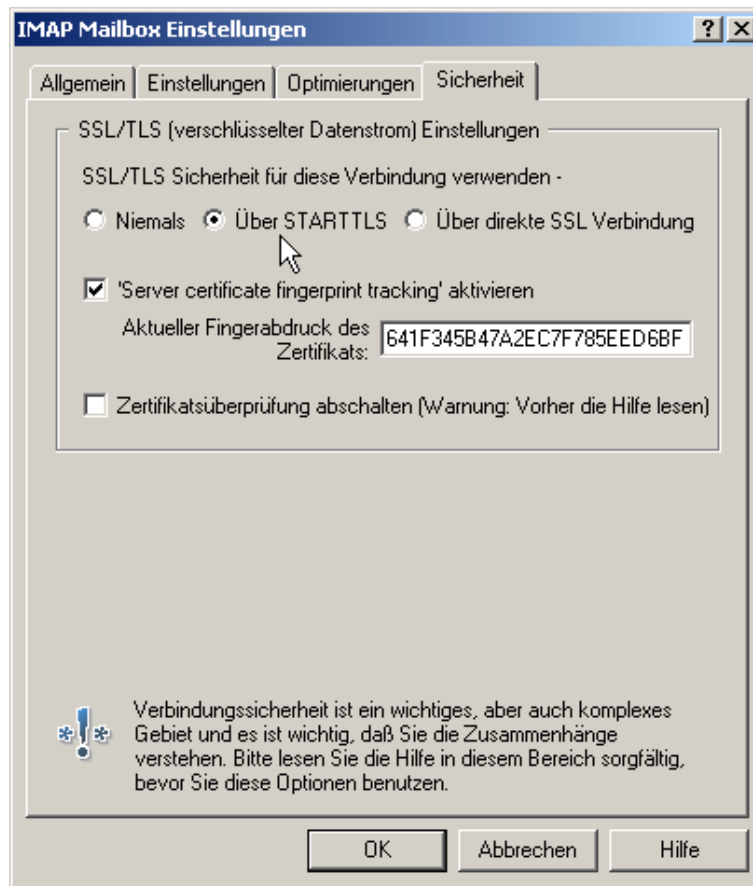 IMAP Mailbox Einstellungen
Allgemein Einstellungen Optimierungen Sicherheit
SSL/TLS (verschlüsselter Datenstrom) Einstellungen
SSL/TLS Sicherheit für diese Verbindung verwenden -
Niemals Über STARTTLS Über direkte SSL Verbindung
'Server certificate fingerprint tracking' aktivieren
Aktueller Fingerabdruck des
Zertifikats: 641F345B47A2EC7F785EED6BF
Zertifikatsüberprüfung abschalten (Warnung: Vorher die Hilfe lesen)
Verbindungssicherheit ist ein wichtiges, aber auch komplexes
Gebiet und es ist wichtig, daß Sie die Zusammenhänge
verstehen. Bitte lesen Sie die Hilfe in diesem Bereich sorgfältig,
bevor Sie diese Optionen benutzen.
OK Abbrechen Hilfe